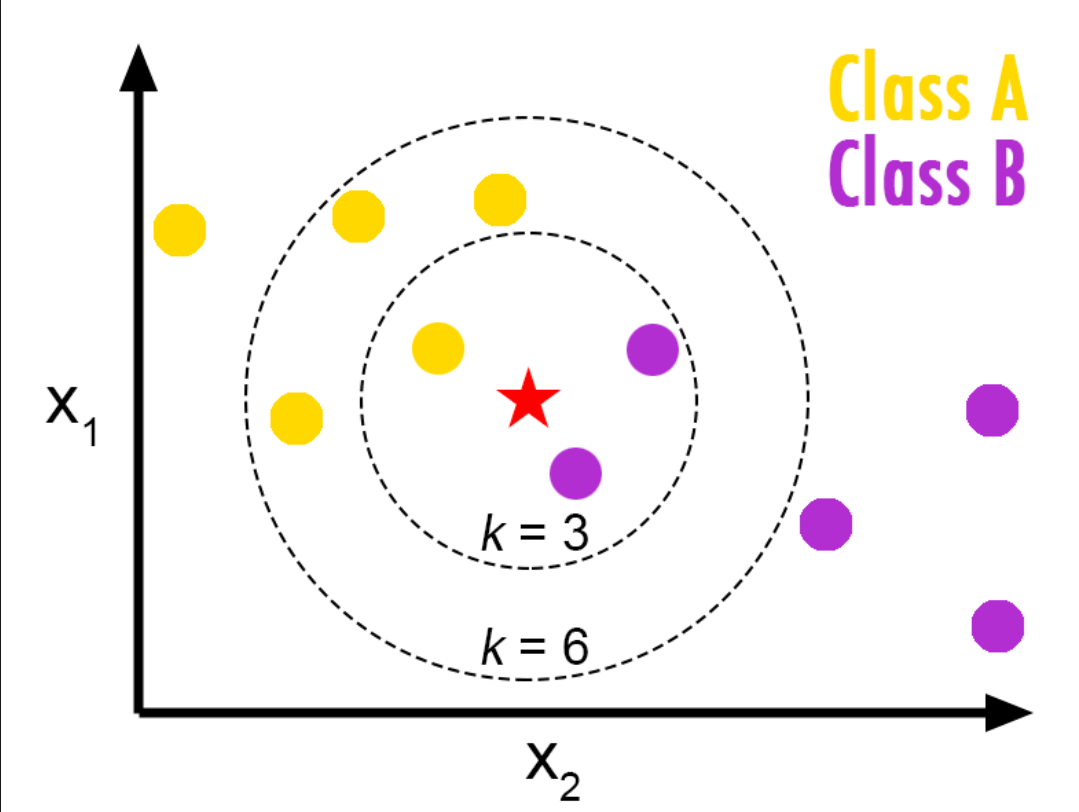 Class A
Class B
x₁
k = 3
k = 6
x₂